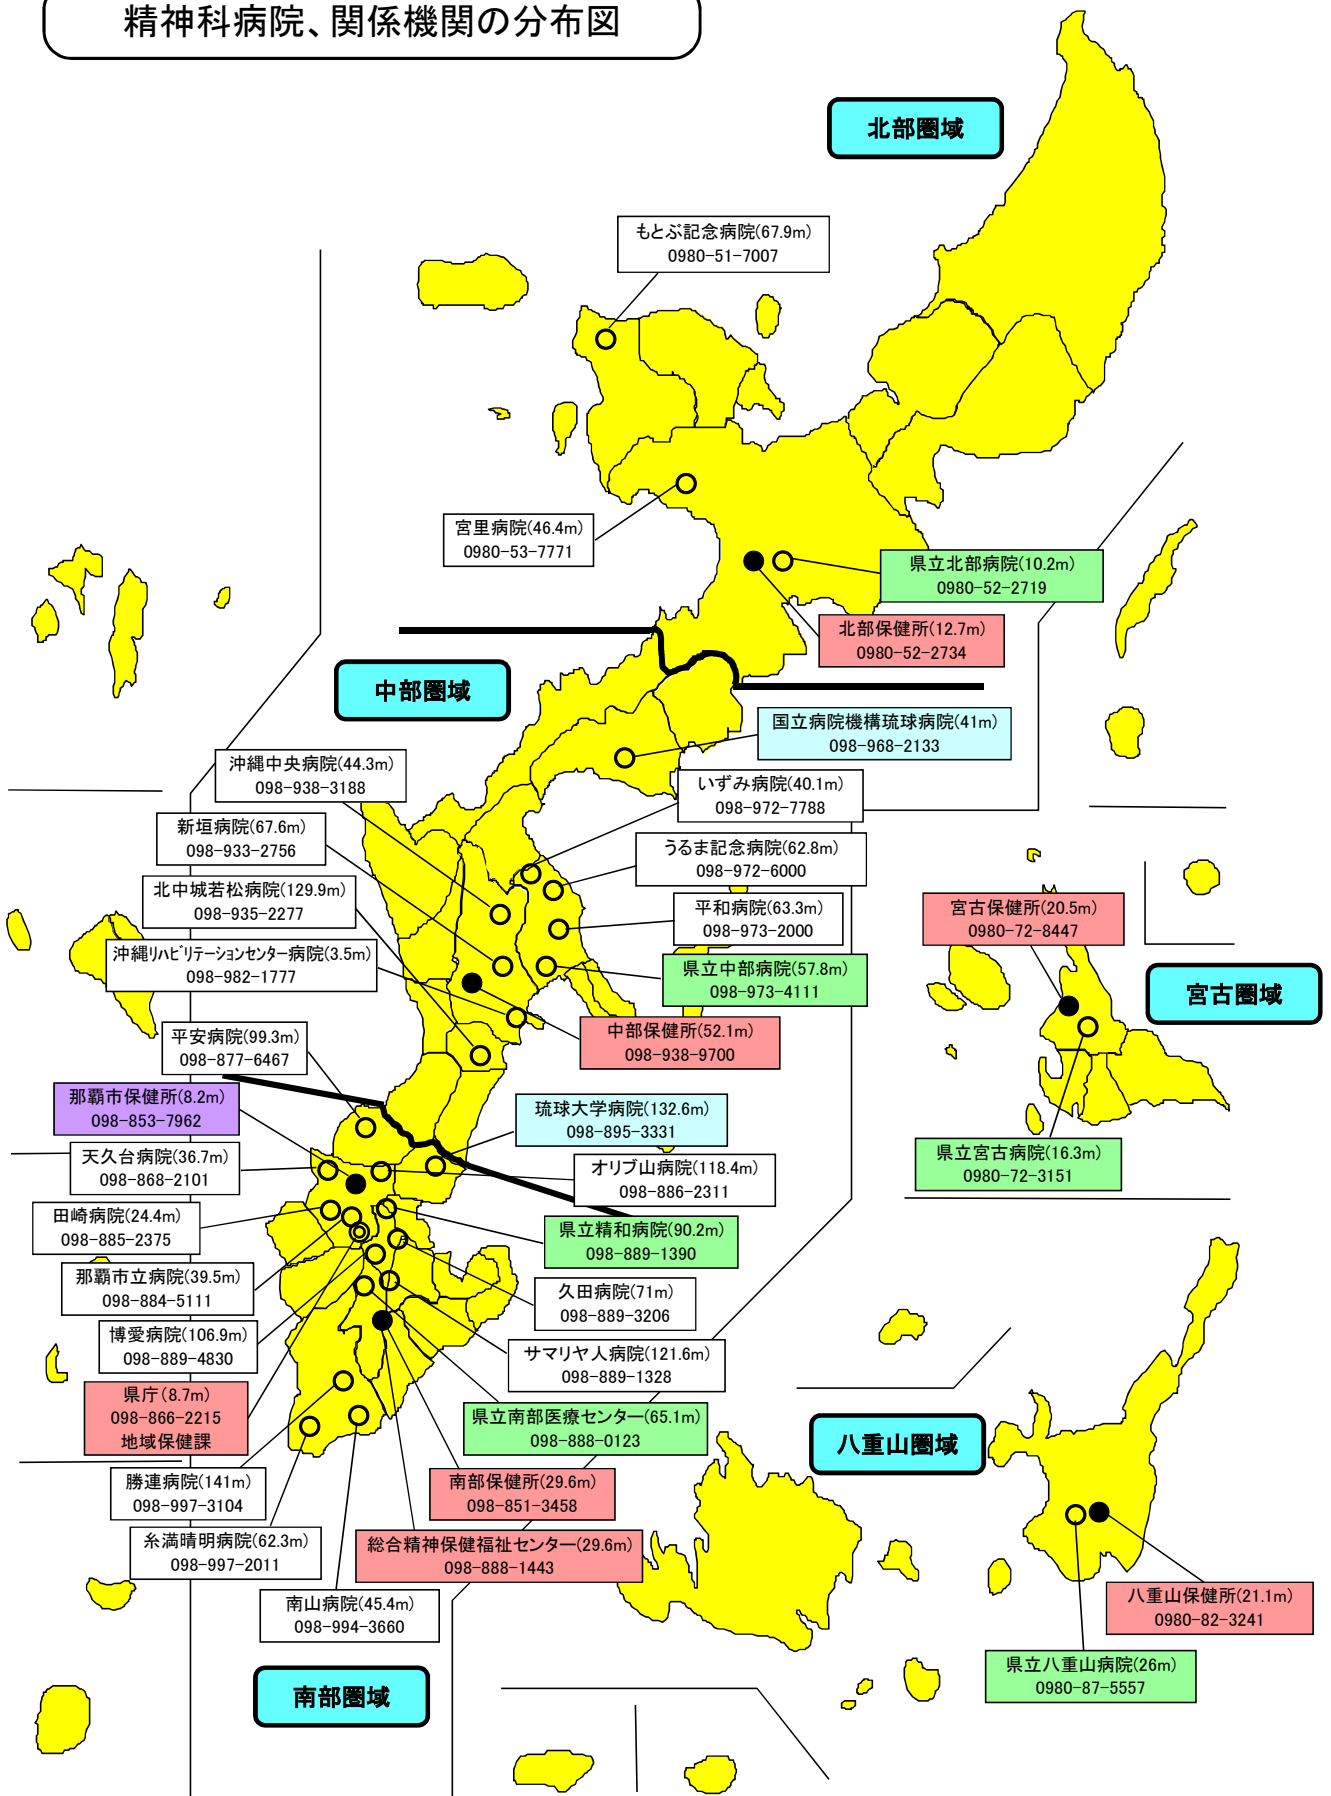 精神科病院、関係機関の分布図
北部圏域
もとぶ記念病院(67.9m)
0980-51-7007
宮里病院(46.4m)
0980-53-7771
県立北部病院(10.2m)
0980-52-2719
北部保健所(12.7m)
0980-52-2734
中部圏域
国立病院機構琉球病院(41m)
098-968-2133
沖縄中央病院(44.3m)
098-938-3188
いずみ病院(40.1m)
098-972-7788
新垣病院(67.6m)
098-933-2756
うるま記念病院(62.8m)
098-972-6000
北中城若松病院(129.9m)
098-935-2277
平和病院(63.3m)
098-973-2000
宮古保健所(20.5m)
0980-72-8447
沖縄リハビリテーションセンター病院(3.5m)
098-982-1777
県立中部病院(57.8m)
098-973-4111
宮古圏域
中部保健所(52.1m)
098-938-9700
平安病院(99.3m)
098-877-6467
那覇市保健所(8.2m)
098-853-7962
琉球大学病院(132.6m)
098-895-3331
県立宮古病院(16.3m)
0980-72-3151
天久台病院(36.7m)
098-868-2101
オリブ山病院(118.4m)
098-886-2311
田崎病院(24.4m)
098-885-2375
県立精和病院(90.2m)
098-889-1390
那覇市立病院(39.5m)
098-884-5111
久田病院(71m)
098-889-3206
博愛病院(106.9m)
098-889-4830
サマリヤ人病院(121.6m)
098-889-1328
県庁(8.7m)
098-866-2215
地域保健課
県立南部医療センター(65.1m)
098-888-0123
八重山圏域
勝連病院(141m)
098-997-3104
南部保健所(29.6m)
098-851-3458
糸満晴明病院(62.3m)
098-997-2011
総合精神保健福祉センター(29.6m)
098-888-1443
南山病院(45.4m)
098-994-3660
八重山保健所(21.1m)
0980-82-3241
県立八重山病院(26m)
0980-87-5557
南部圏域